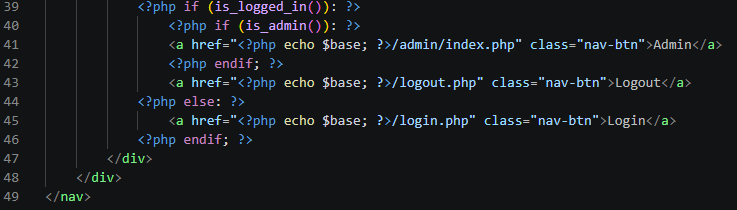 39 <?php if (is_logged_in()): ?>
40 <?php if (is_admin()): ?>
41 <a href="<?php echo $base; ?>/admin/index.php" class="nav-btn">Admin</a>
42 <?php endif; ?>
43 <a href="<?php echo $base; ?>/logout.php" class="nav-btn">Logout</a>
44 <?php else: ?>
45 <a href="<?php echo $base; ?>/login.php" class="nav-btn">Login</a>
46 <?php endif; ?>
47 </div>
48 </div>
49 </nav>